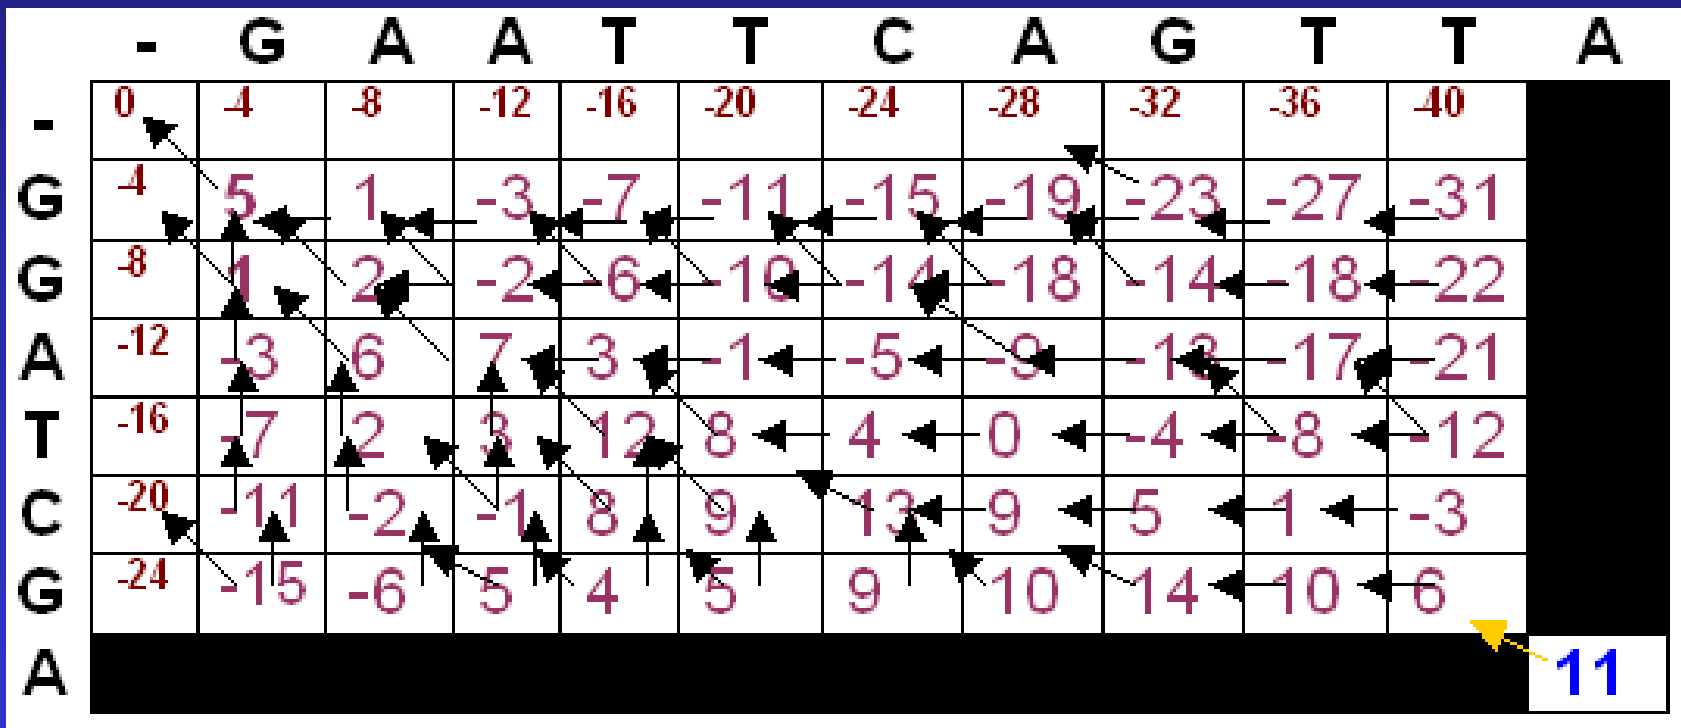 - G A A T T C A G T T A
- 0 -4 -8 -12 -16 -20 -24 -28 -32 -36 -40
G -4 5 1 -3 -7 -11 -15 -19 -23 -27 -31
G -8 1 2 -2 -6 -10 -14 -18 -14 -18 -22
A -12 -3 6 7 3 -1 -5 -9 -13 -17 -21
T -16 -7 2 3 12 8 4 0 -4 -8 -12
C -20 -11 -2 -1 8 9 13 9 5 1 -3
G -24 -15 -6 5 4 5 9 10 14 10 6
A 11